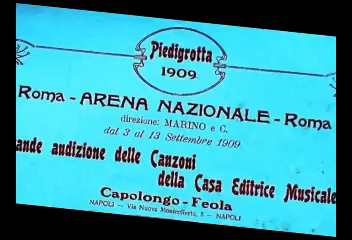 Piedigrotta
1909
Roma - ARENA NAZIONALE - Roma
direzione: MARINO e C.
dal 3 al 13 Settembre 1909
ande audizione delle Canzoni
della Casa Editrice Musicale
Capolongo - Feola
NAPOLI — Via Nuova Monteoliveto, 5 — NAPOLI